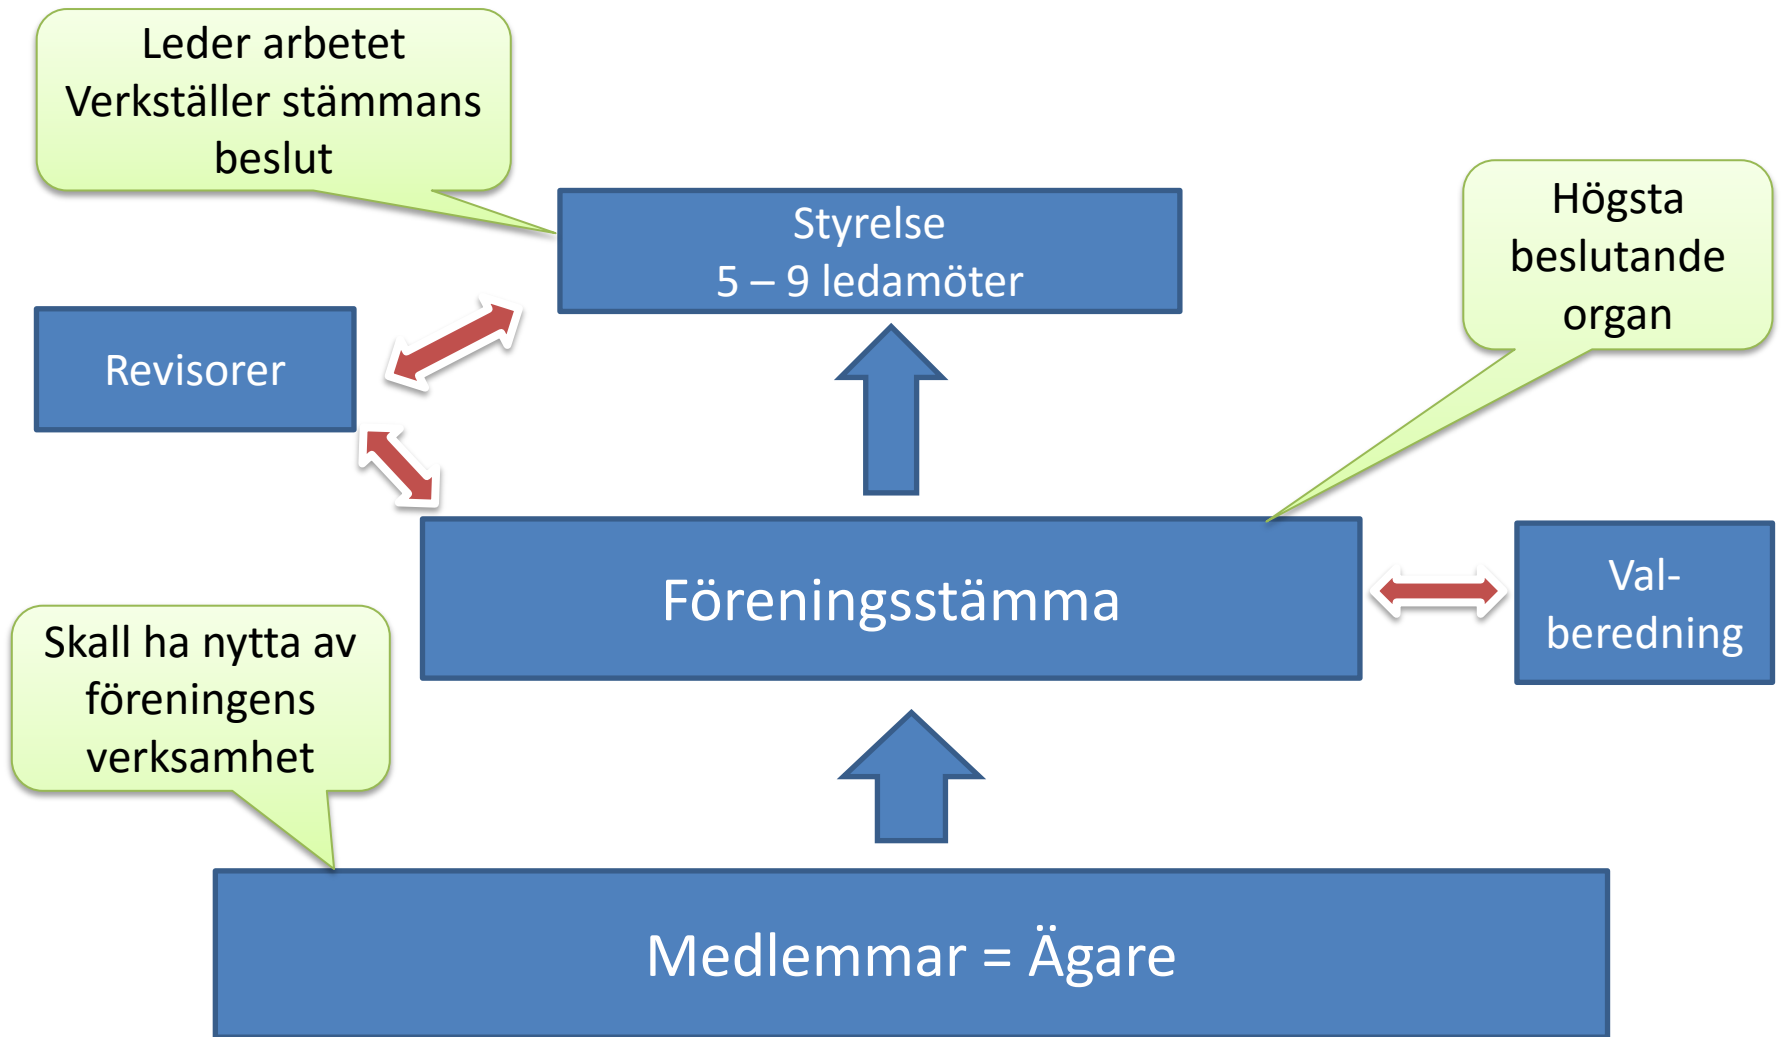 Leder arbetet
Verkställer stämmans
beslut
Styrelse
5 – 9 ledamöter
Högsta
beslutande
organ
Revisorer
Föreningsstämma
Val-
beredning
Skall ha nytta av
föreningens
verksamhet
Medlemmar = Ägare